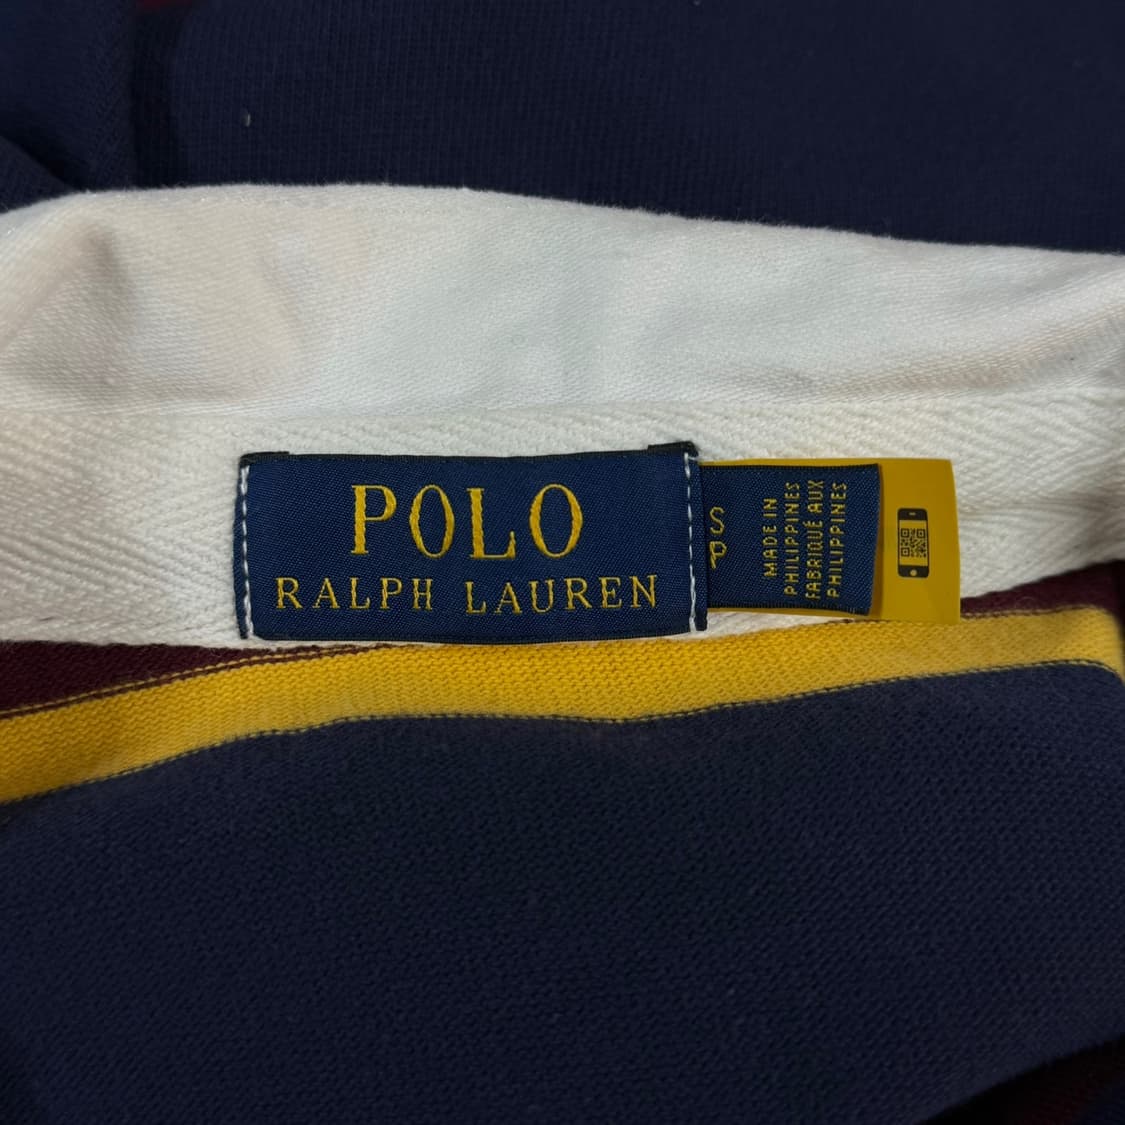 POLO
RALPH LAUREN
S
P
MADE IN
PHILIPPINES
FABRIQUÉ AUX
PHILIPPINES